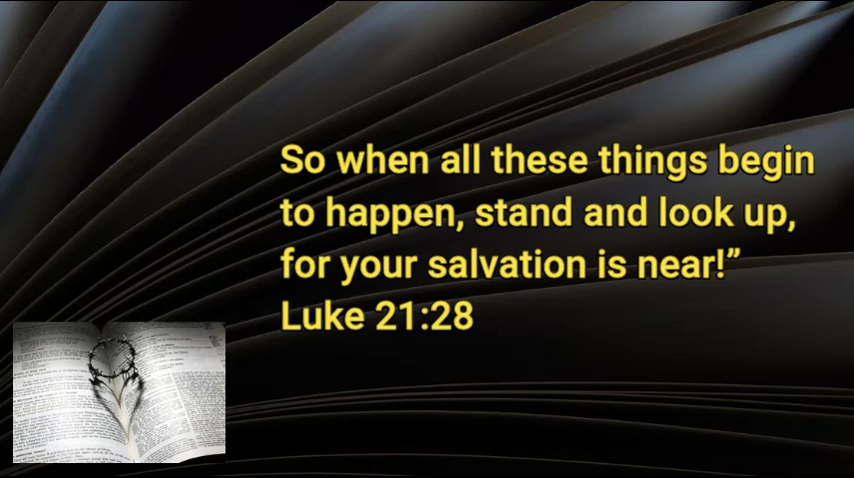 So when all these things begin
to happen, stand and look up,
for your salvation is near!”
Luke 21:28